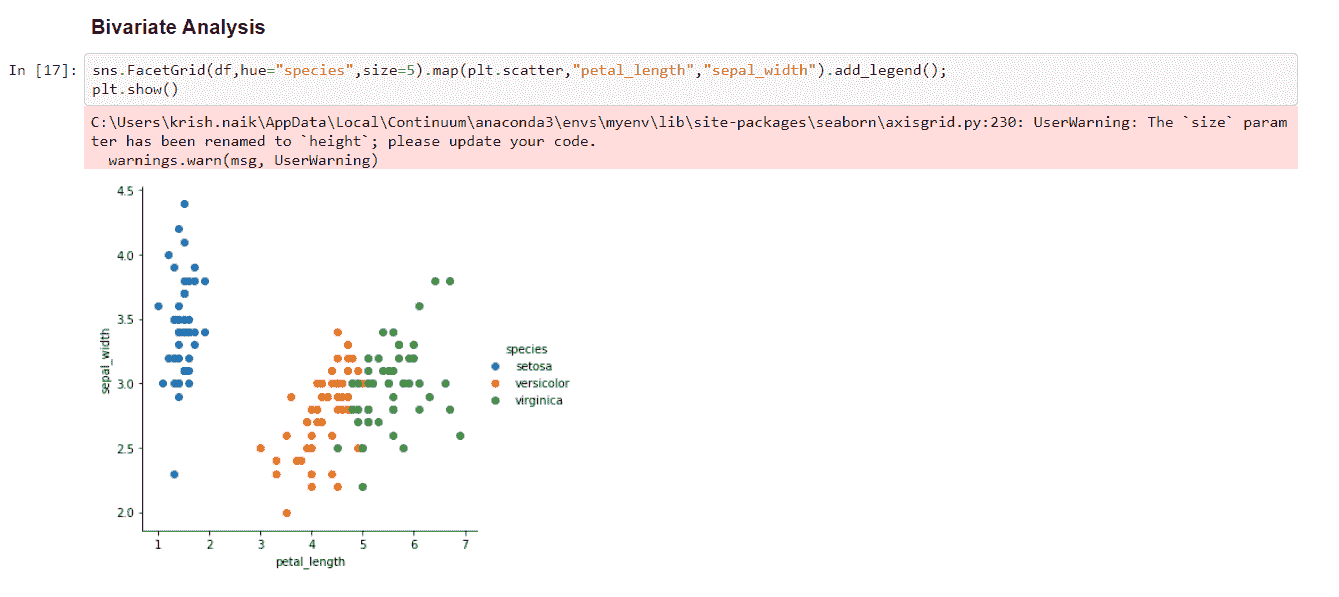 Bivariate Analysis
In [17]: sns.FacetGrid(df,hue="species",size=5).map(plt.scatter,"petal_length","sepal_width").add_legend();
plt.show()
C:\Users\krish.naik\AppData\Local\Continuum\anaconda3\envs\myenv\lib\site-packages\seaborn\axisgrid.py:230: UserWarning: The `size` param
ter has been renamed to `height`; please update your code.
warnings.warn(msg, UserWarning)
4.5
4.0
3.5
3.0
2.5
2.0
sepal_width
species
setosa
versicolor
virginica
1 2 3 4 5 6 7
petal_length